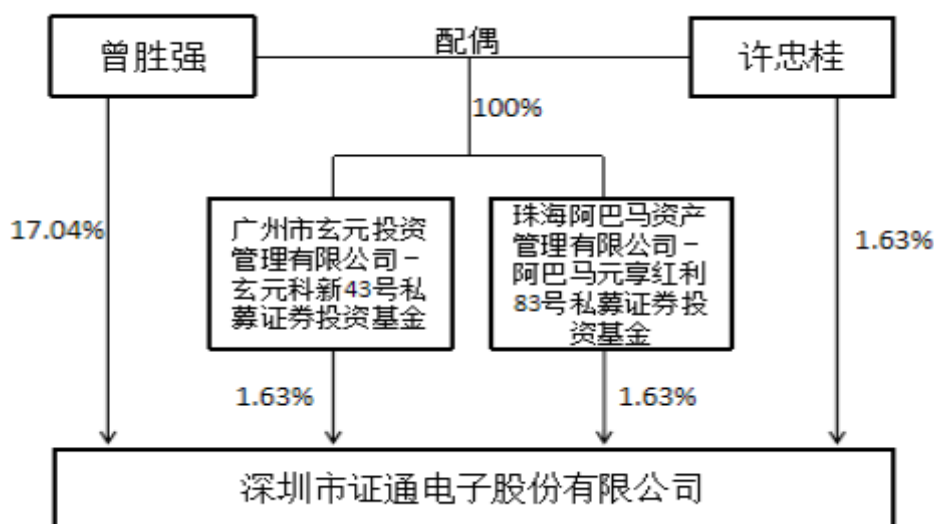 曾胜强
配偶
许忠桂
100%
17.04%
广州市玄元投资
管理有限公司－
玄元科新43号私
募证券投资基金
珠海阿巴马资产
管理有限公司－
阿巴马元享红利
83号私募证券投
资基金
1.63%
1.63%
1.63%
深圳市证通电子股份有限公司